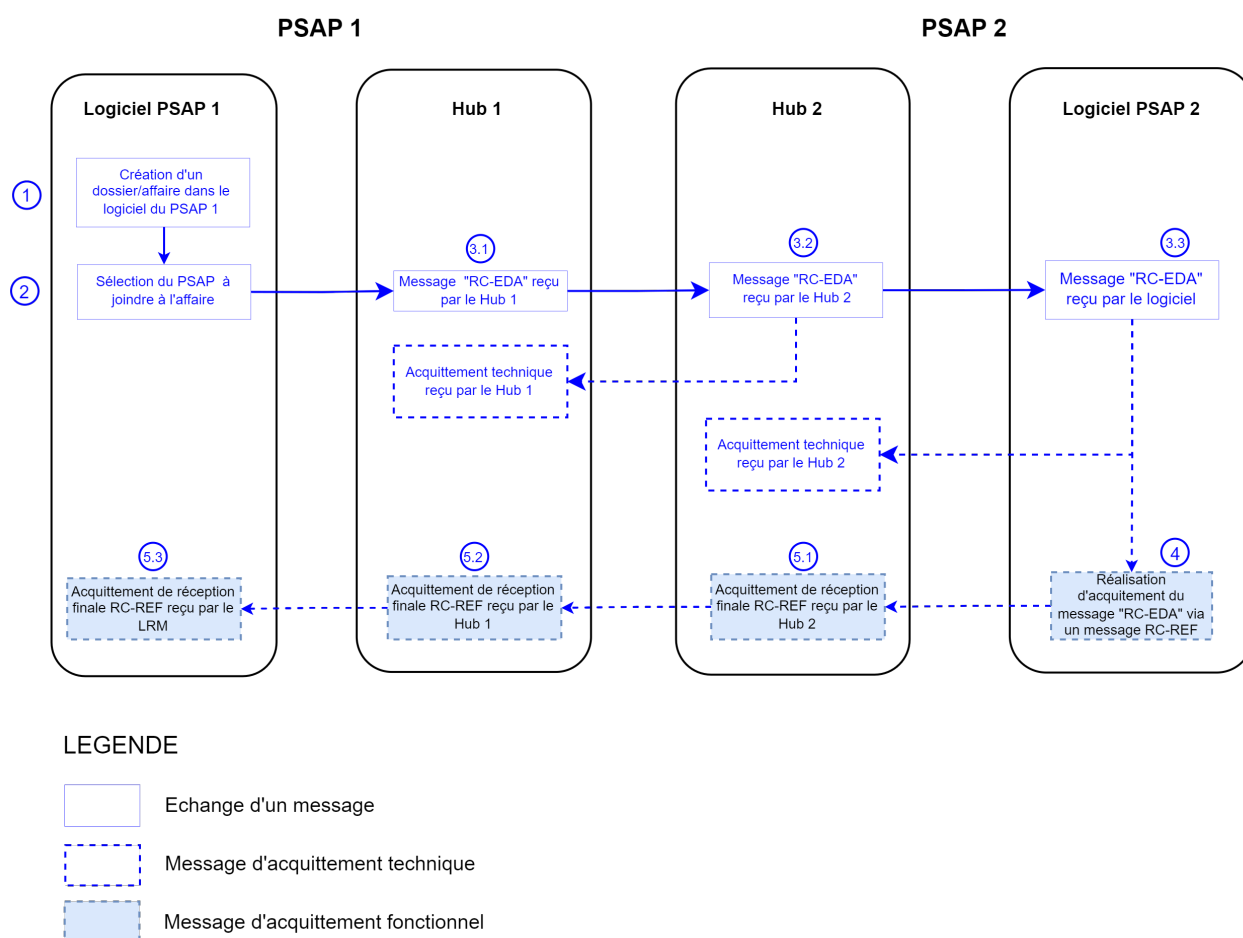 PSAP 1
PSAP 2
Logiciel PSAP 1
Hub 1
Hub 2
Logiciel PSAP 2
1
Création d'un
dossier/affaire dans le
logiciel du PSAP 1
2
Sélection du PSAP à
joindre à l'affaire
3.1
Message "RC-EDA" reçu
par le Hub 1
3.2
Message "RC-EDA"
reçu par le Hub 2
3.3
Message "RC-EDA"
reçu par le logiciel
Acquittement technique
reçu par le Hub 1
Acquittement technique
reçu par le Hub 2
5.3
Acquittement de réception
finale RC-REF reçu par le
LRM
5.2
Acquittement de réception
finale RC-REF reçu par le
Hub 1
5.1
Acquittement de réception
finale RC-REF reçu par le
Hub 2
4
Réalisation
d'acquitement du
message "RC-EDA" via
un message RC-REF
LEGENDE
Echange d'un message
Message d'acquittement technique
Message d'acquittement fonctionnel